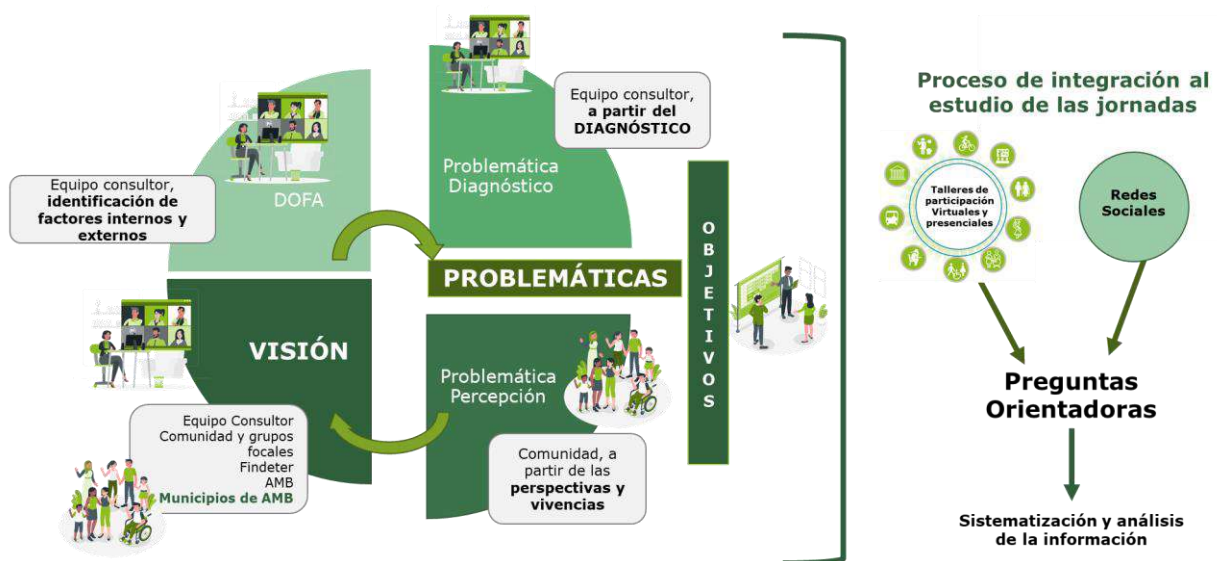 Equipo consultor,
identificación de
factores internos y
externos
DOFA
Equipo consultor,
a partir del
DIAGNÓSTICO
Problemática
Diagnóstico
PROBLEMÁTICAS
VISIÓN
Equipo Consultor
Comunidad y grupos
focales
Findeter
AMB
Municipios de AMB
Problemática
Percepción
Comunidad, a
partir de las
perspectivas y
vivencias
OBJETIVOS
Proceso de integración al
estudio de las jornadas
Talleres de
participación
Virtuales y
presenciales
Redes
Sociales
Preguntas
Orientadoras
Sistematización y análisis
de la información